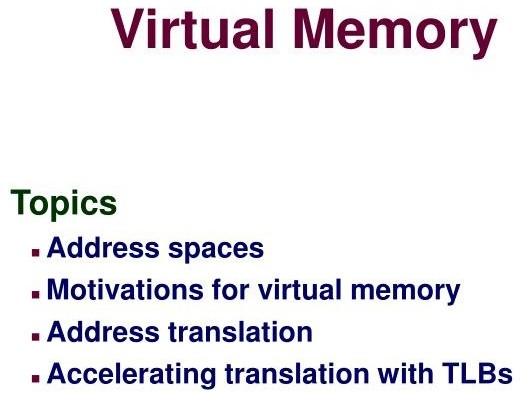 Virtual Memory
Topics
Address spaces
Motivations for virtual memory
Address translation
Accelerating translation with TLBs